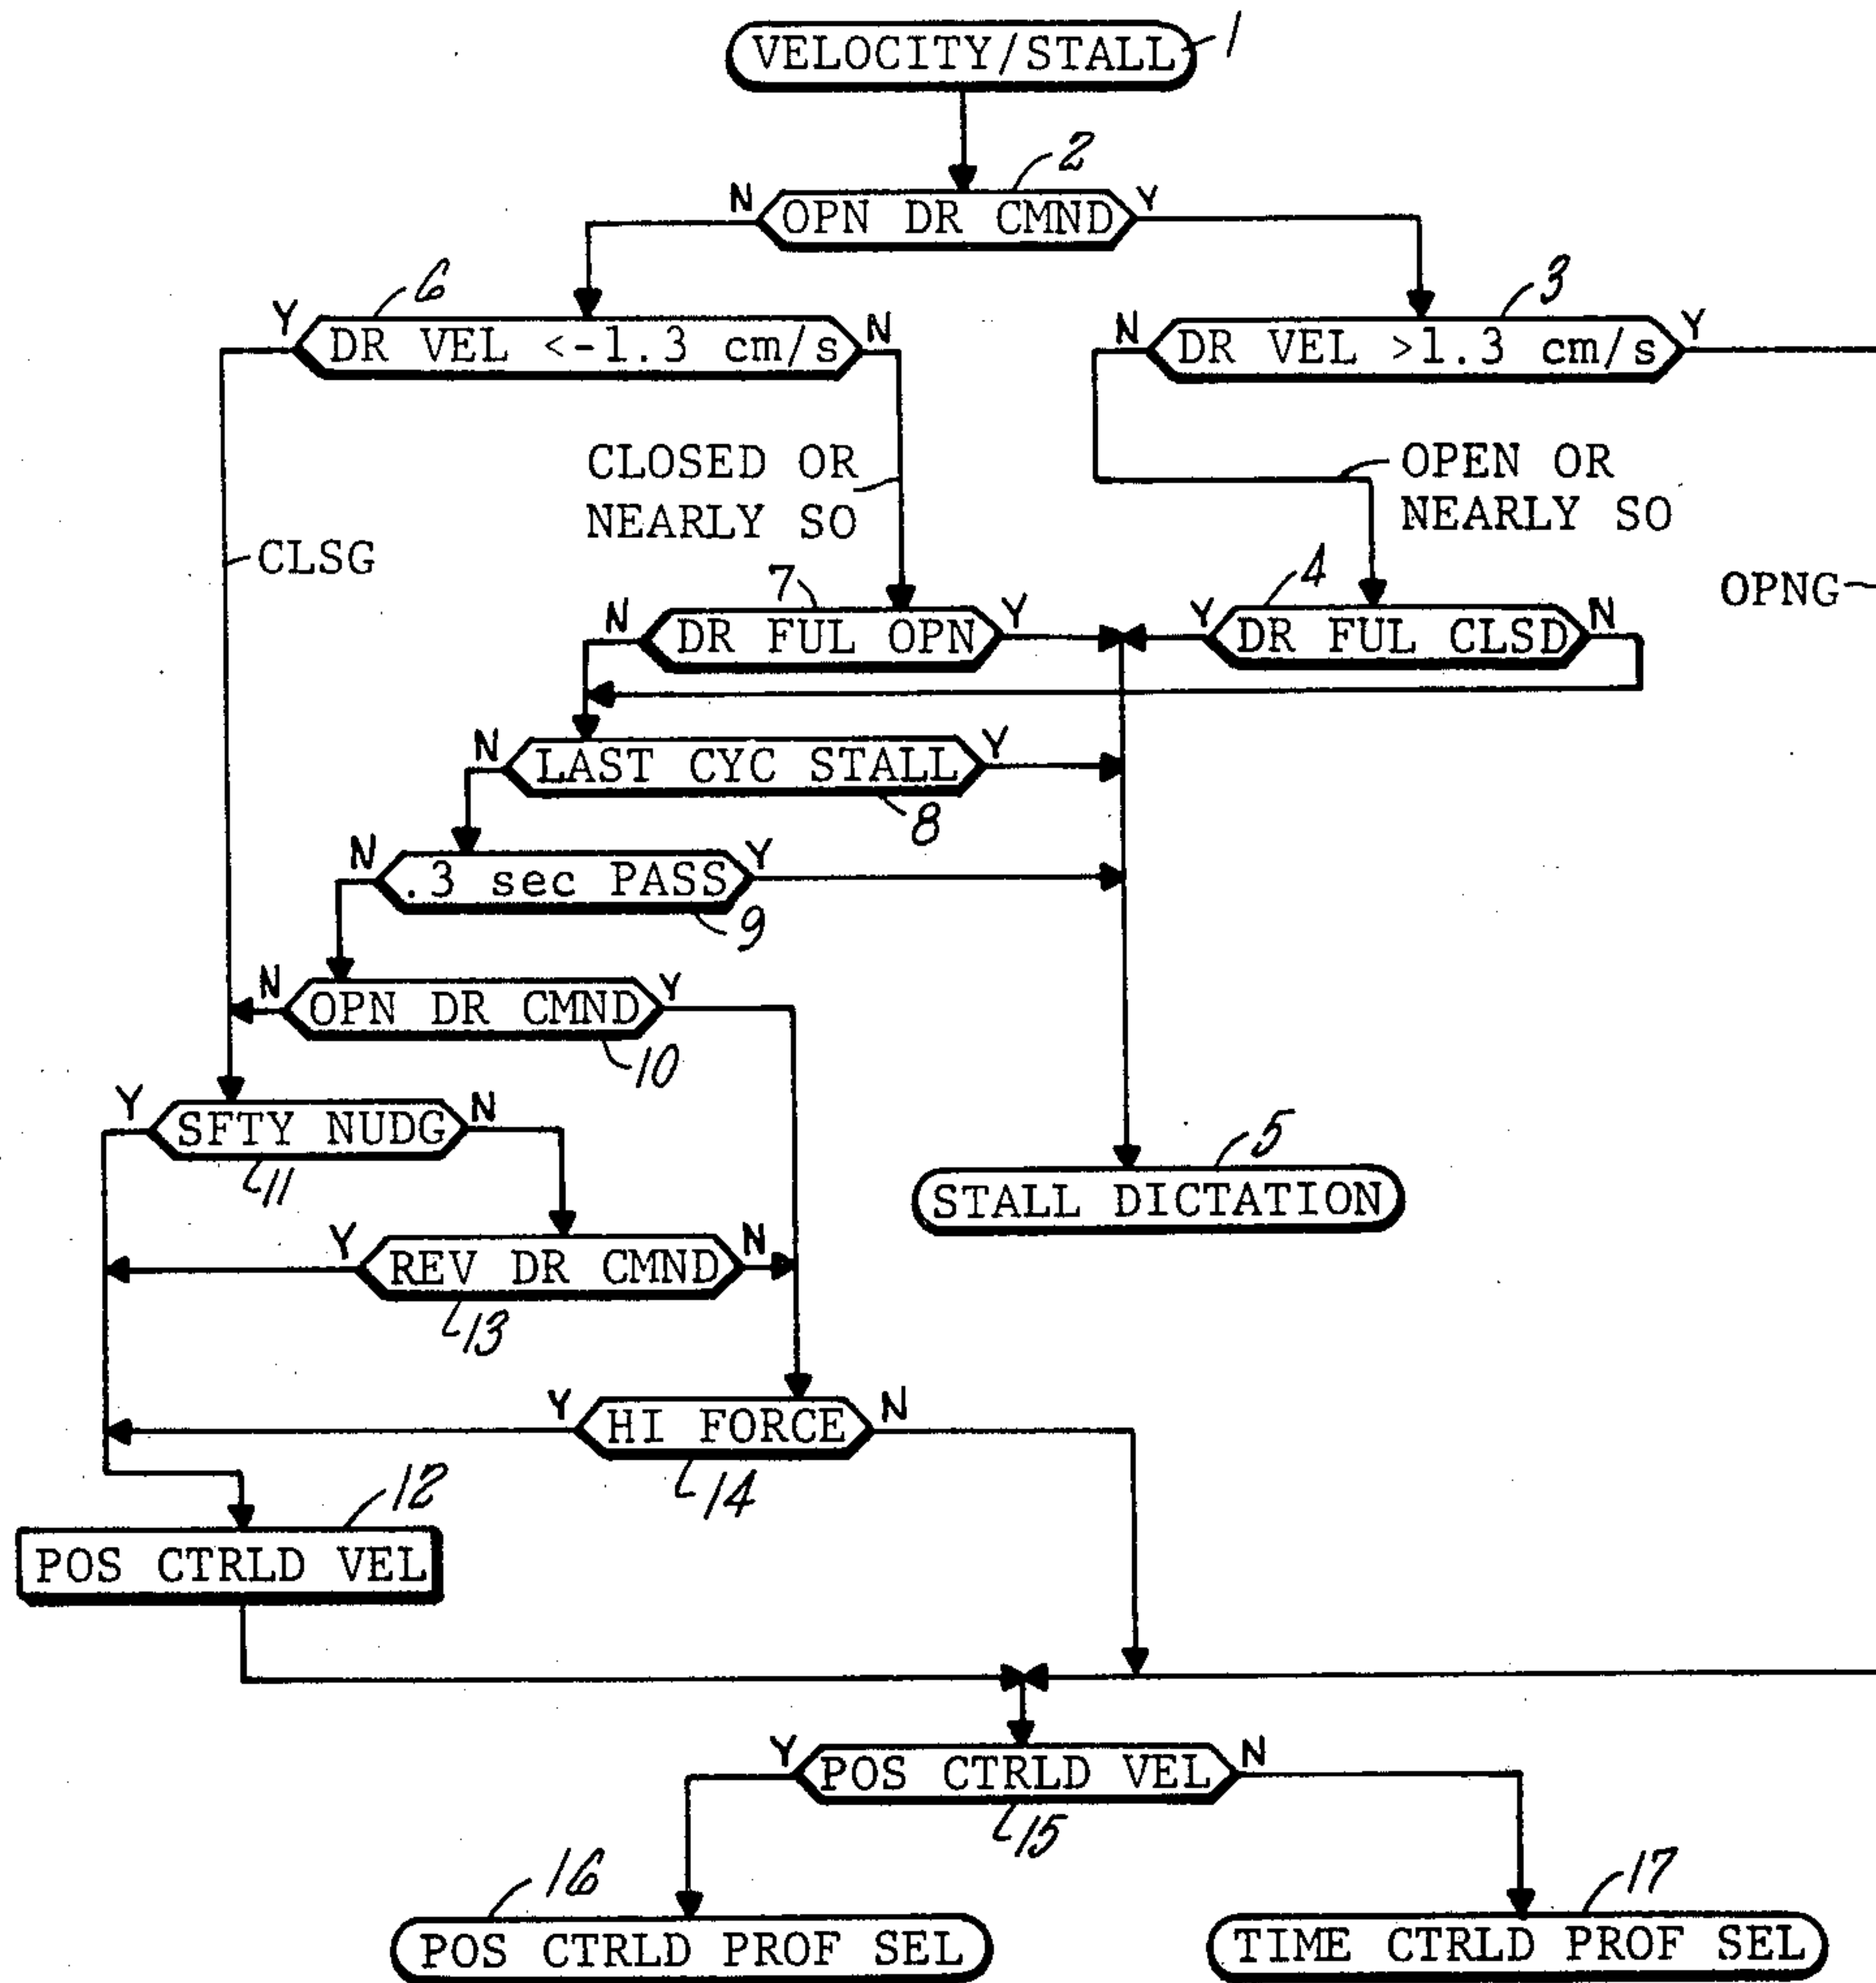 VELOCITY/STALL
1
2
N
OPN DR CMND
Y
6
3
Y
DR VEL <-1.3 cm/s
N
N
DR VEL >1.3 cm/s
Y
CLOSED OR
NEARLY SO
OPEN OR
NEARLY SO
CLSG
OPNG
7
4
N
DR FUL OPN
Y
Y
DR FUL CLSD
N
N
LAST CYC STALL
Y
8
N
.3 sec PASS
Y
9
N
OPN DR CMND
Y
10
Y
SFTY NUDG
N
11
5
STALL DICTATION
Y
REV DR CMND
N
13
Y
HI FORCE
N
14
12
POS CTRLD VEL
Y
POS CTRLD VEL
N
15
16
17
POS CTRLD PROF SEL
TIME CTRLD PROF SEL